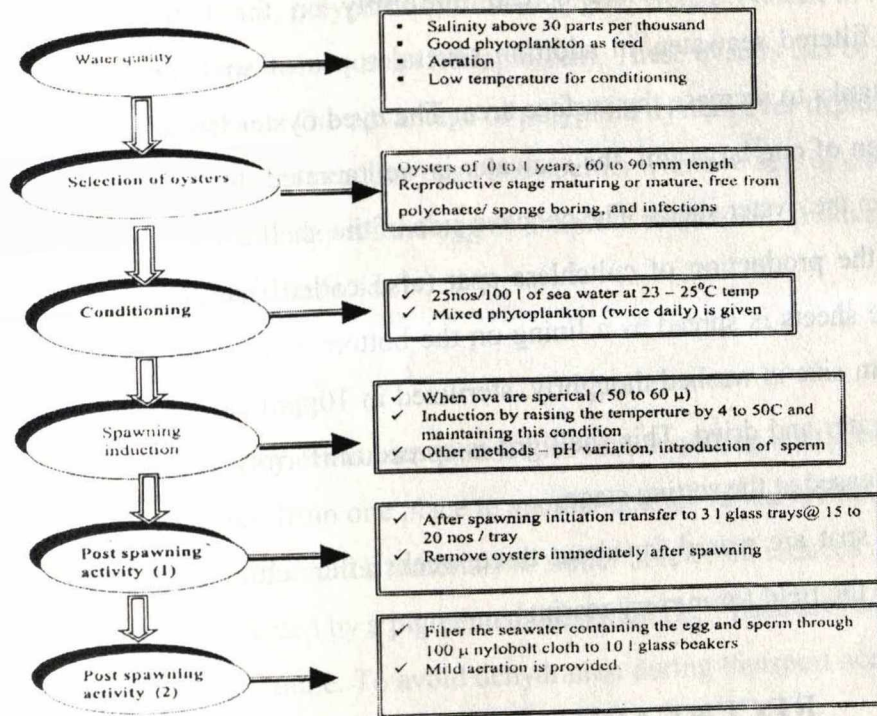 Water quality
Salinity above 30 parts per thousand
Good phytoplankton as feed
Aeration
Low temperature for conditioning
Selection of oysters
Oysters of 0 to 1 year / 60 to 90 mm length
Reproductive stage maturing or mature, free from
polychaete/ sponge boring, and infections
Conditioning
✓ 25nos/100 l of sea water at 23 – 25⁰C temp
✓ Mixed phytoplankton (twice daily) is given
Spawning
induction
✓ When ova are sperical ( 50 to 60 µ)
✓ Induction by raising the temperture by 4 to 50C and
maintaining this condition
✓ Other methods - pH variation, introduction of sperm
Post spawning
activity (1)
✓ After spawning initiation transfer to 3 l glass trays@ 15 to
20 nos / tray
✓ Remove oysters immediately after spawning
Post spawning
activity (2)
✓ Filter the seawater containing the egg and sperm through
100 µ nylobolt cloth to 10 l glass beakers
✓ Mild aeration is provided.